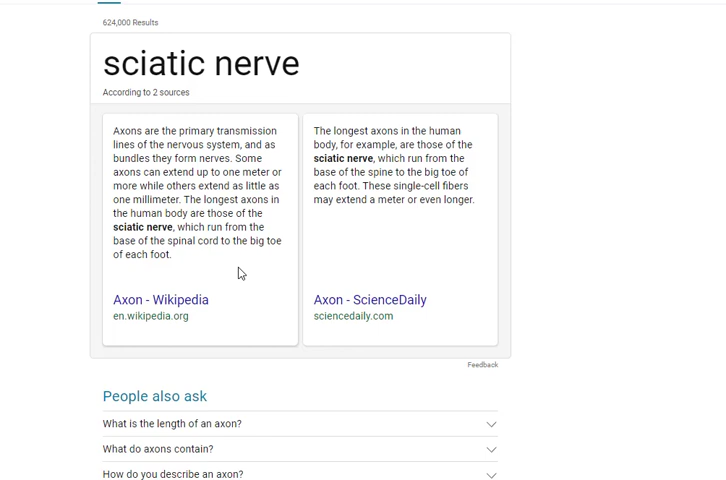 624,000 Results
sciatic nerve
According to 2 sources
Axons are the primary transmission
lines of the nervous system, and as
bundles they form nerves. Some
axons can extend up to one meter or
more while others extend as little as
one millimeter. The longest axons in
the human body are those of the
sciatic nerve, which run from the
base of the spinal cord to the big toe
of each foot.
Axon - Wikipedia
en.wikipedia.org
The longest axons in the human
body, for example, are those of the
sciatic nerve, which run from the
base of the spine to the big toe of
each foot. These single-cell fibers
may extend a meter or even longer.
Axon - ScienceDaily
sciencedaily.com
Feedback
People also ask
What is the length of an axon?
What do axons contain?
How do you describe an axon?